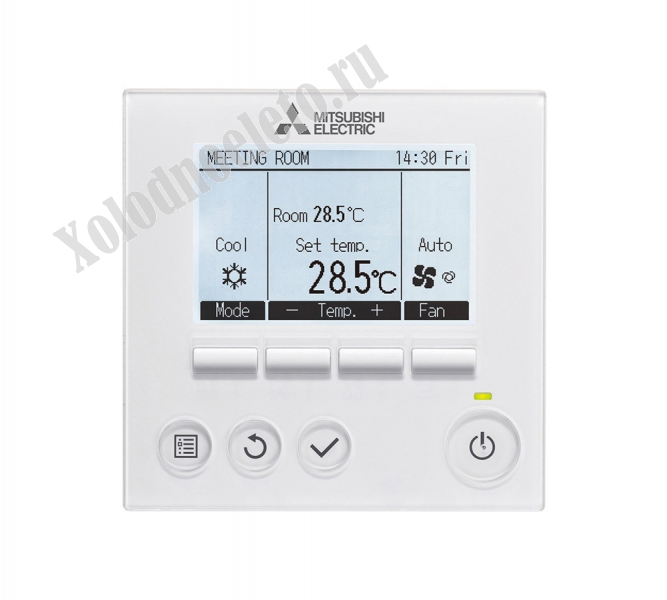 MITSUBISHI
ELECTRIC
MEETING ROOM 14:30 Fri
Room 28.5°C
Cool Set temp. Auto
28.5°C
Mode − Temp. + Fan
Xolodnoeleto.ru